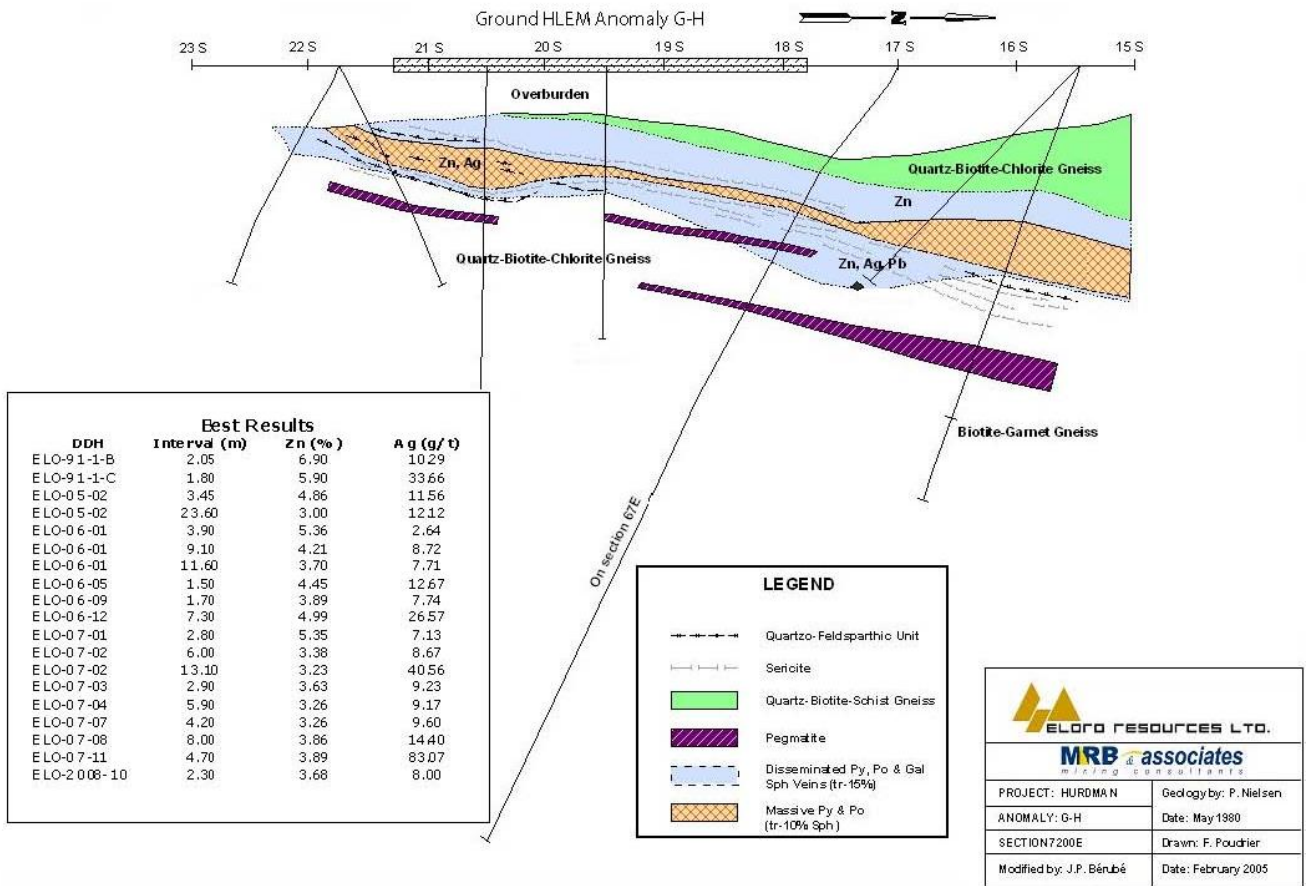 Ground HLEM Anomaly G-H
N
23 S 22 S 21 S 20 S 19 S 18 S 17 S 16 S 15 S
Overburden
Zn, Ag
Quartz-Biotite-Chlorite Gneiss
Zn
Quartz-Biotite-Chlorite Gneiss
Zn, Ag, Pb
Biotite-Garnet Gneiss
On section 67E
Best Results
DDH Interval (m) Zn (%) Ag (g/t)
ELO-91-1-B 2.05 6.90 10.29
ELO-91-1-C 1.80 5.90 33.66
ELO-05-02 3.45 4.86 11.56
ELO-05-02 23.60 3.00 12.12
ELO-06-01 3.90 5.36 2.64
ELO-06-01 9.10 4.21 8.72
ELO-06-01 11.60 3.70 7.71
ELO-06-05 1.50 4.45 12.67
ELO-06-09 1.70 3.89 7.74
ELO-06-12 7.30 4.99 26.57
ELO-07-01 2.80 5.35 7.13
ELO-07-02 6.00 3.38 8.67
ELO-07-02 13.10 3.23 40.56
ELO-07-03 2.90 3.63 9.23
ELO-07-04 5.90 3.26 9.17
ELO-07-07 4.20 3.26 9.60
ELO-07-08 8.00 3.86 14.40
ELO-07-11 4.70 3.89 83.07
ELO-2008-10 2.30 3.68 8.00
LEGEND
Quartzo-Feldsparthic Unit
Sericite
Quartz-Biotite-Schist Gneiss
Pegmatite
Disseminated Py, Po & Gal
Sph Veins (tr-15%)
Massive Py & Po
(tr-10% Sph)
ELORO RESOURCES LTD.
MRB & associates
mining consultants
PROJECT: HURDMAN Geology by: P. Nielsen
ANOMALY: G-H Date: May 1980
SECTION 7200E Drawn: F. Poudrier
Modified by: J.P. Bérubé Date: February 2005